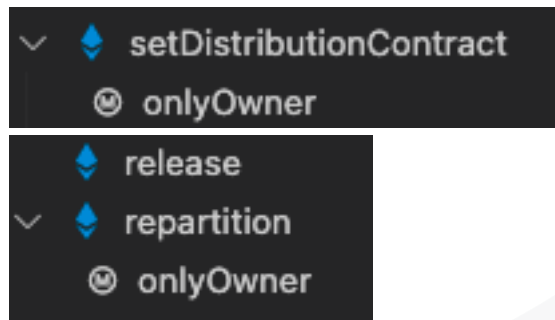 setDistributionContract
onlyOwner
release
repartition
onlyOwner